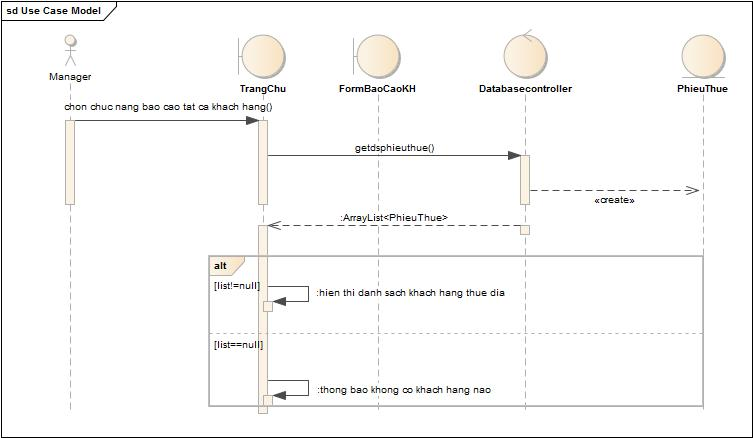 sd Use Case Model
Manager
TrangChu
FormBaoCaoKH
Databasecontroller
PhieuThue
chon chuc nang bao cao tat ca khach hang()
getdsphieuthue()
«create»
:ArrayList<PhieuThue>
alt
[list!=null]
:hien thi danh sach khach hang thue dia
[list==null]
:thong bao khong co khach hang nao